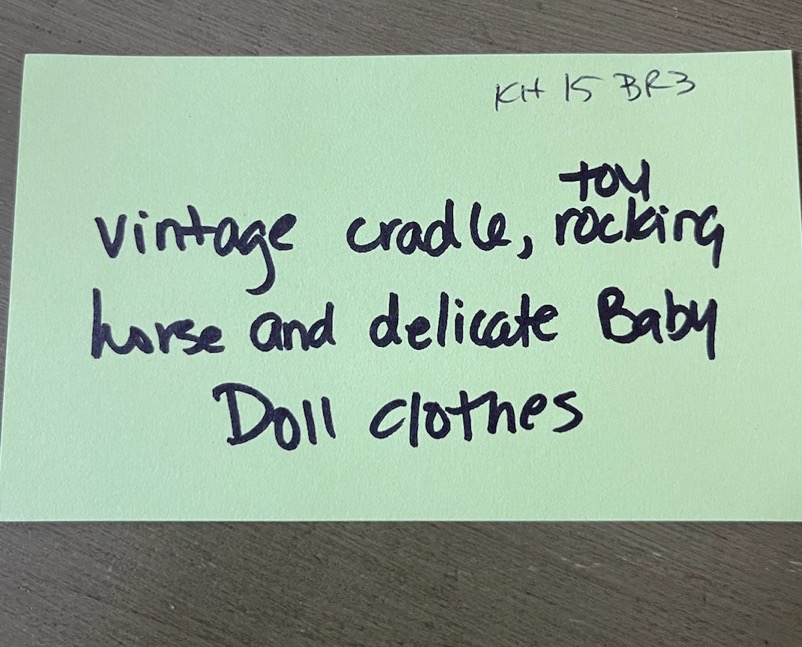 KH 15 BR3
toy
vintage cradle, rocking
horse and delicate Baby
Doll clothes